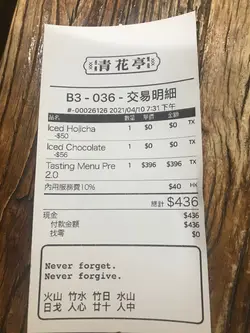 青花亭
B3 - 036 - 交易明細
#-00026126 2021/04/10 7:31 下午
品名 數量 單價 金額
Iced Hojicha 1 $0 $0 TX
-$50
Iced Chocolate 1 $0 $0 TX
-$56
Tasting Menu Pre 1 $396 $396 TX
2.0
內用服務費10% $40
總計 $436
現金 $436
付款金額 $436
找零 $0
Never forget.
Never forgive.
火山 竹水 竹日 水山
日戈 人心 廿十 人中